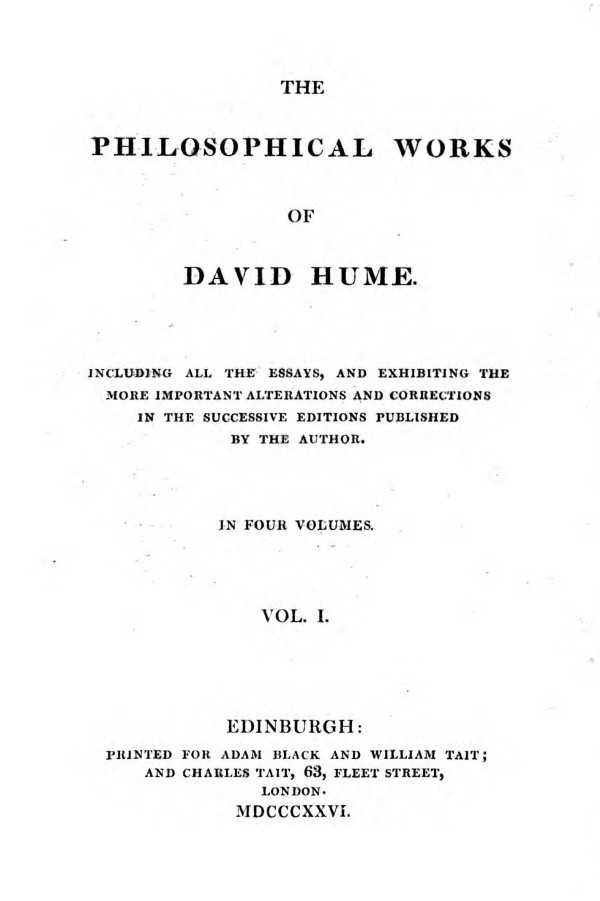 THE
PHILOSOPHICAL WORKS
OF
DAVID HUME.
INCLUDING ALL THE ESSAYS, AND EXHIBITING THE
MORE IMPORTANT ALTERATIONS AND CORRECTIONS
IN THE SUCCESSIVE EDITIONS PUBLISHED
BY THE AUTHOR.
IN FOUR VOLUMES.
VOL. I.
EDINBURGH:
PRINTED FOR ADAM BLACK AND WILLIAM TAIT;
AND CHARLES TAIT, 63, FLEET STREET,
LONDON.
MDCCCXXVI.